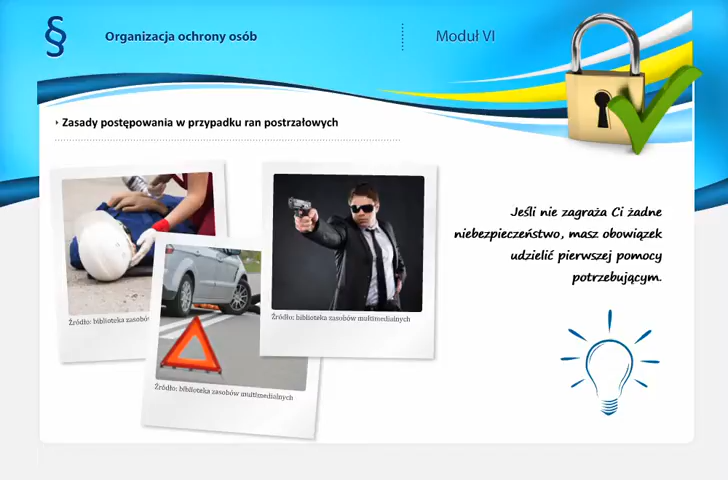 §
Organizacja ochrony osób
Moduł VI
Zasady postępowania w przypadku ran postrzałowych
Jeśli nie zagraża Ci żadne
niebezpieczeństwo, masz obowiązek
udzielić pierwszej pomocy
potrzebującym.
Źródło: biblioteka zasobów
Źródło: biblioteka zasobów multimedialnych
Źródło: biblioteka zasobów multimedialnych